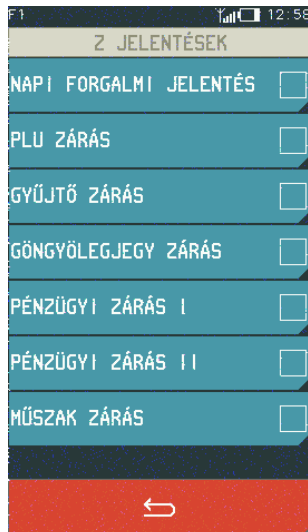 F1 12:58
Z JELENTÉSEK
NAPI FORGALMI JELENTÉS
PLU ZÁRÁS
GYŰJTŐ ZÁRÁS
GÖNGYÖLEGJEGY ZÁRÁS
PÉNZÜGYI ZÁRÁS I
PÉNZÜGYI ZÁRÁS II
MŰSZAK ZÁRÁS